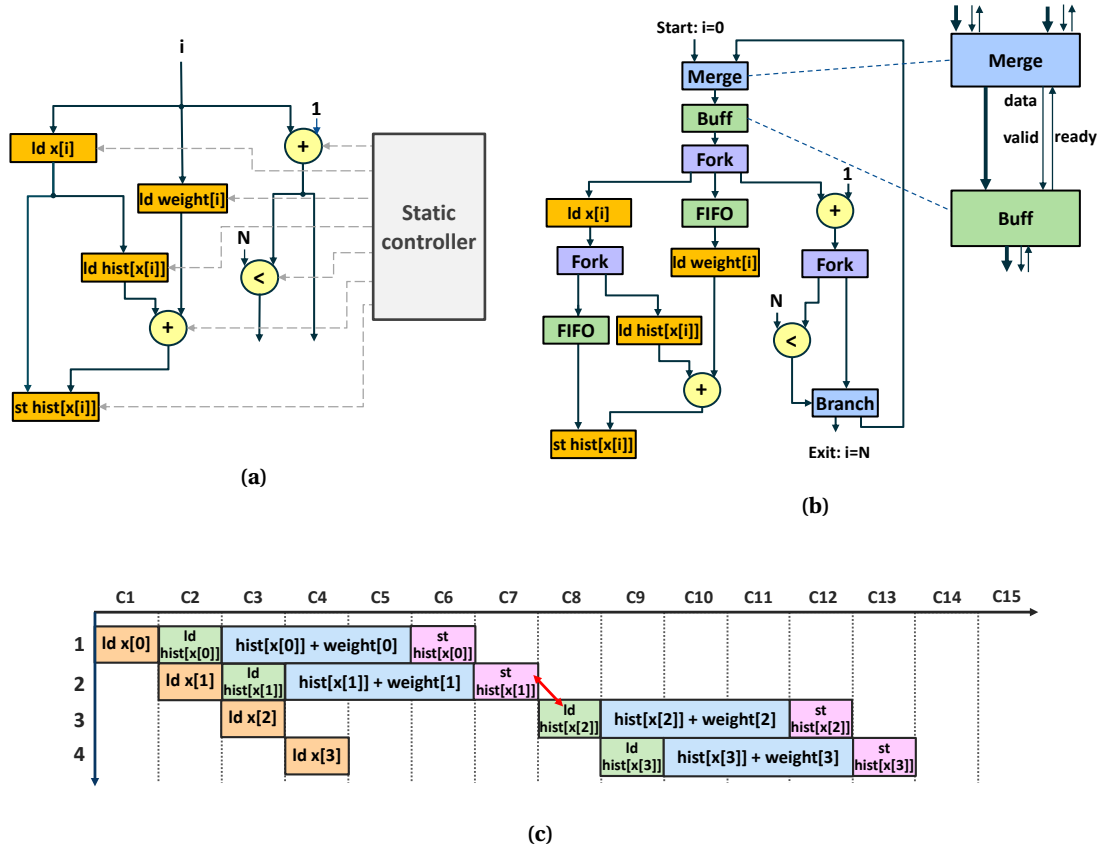 i
1
ld x[i]
+
ld weight[i]
N
ld hist[x[i]]
<
+
st hist[x[i]]
Static
controller
(a)
Start: i=0
Merge
Buff
Fork
1
ld x[i]
FIFO
+
Fork
ld weight[i]
Fork
N
FIFO
ld hist[x[i]]
<
+
Branch
st hist[x[i]]
Exit: i=N
Merge
data
valid
ready
Buff
(b)
C1 C2 C3 C4 C5 C6 C7 C8 C9 C10 C11 C12 C13 C14 C15
1
ld x[0]
ld
hist[x[0]]
hist[x[0]] + weight[0]
st
hist[x[0]]
2
ld x[1]
ld
hist[x[1]]
hist[x[1]] + weight[1]
st
hist[x[1]]
3
ld x[2]
ld
hist[x[2]]
hist[x[2]] + weight[2]
st
hist[x[2]]
4
ld x[3]
ld
hist[x[3]]
hist[x[3]] + weight[3]
st
hist[x[3]]
(c)